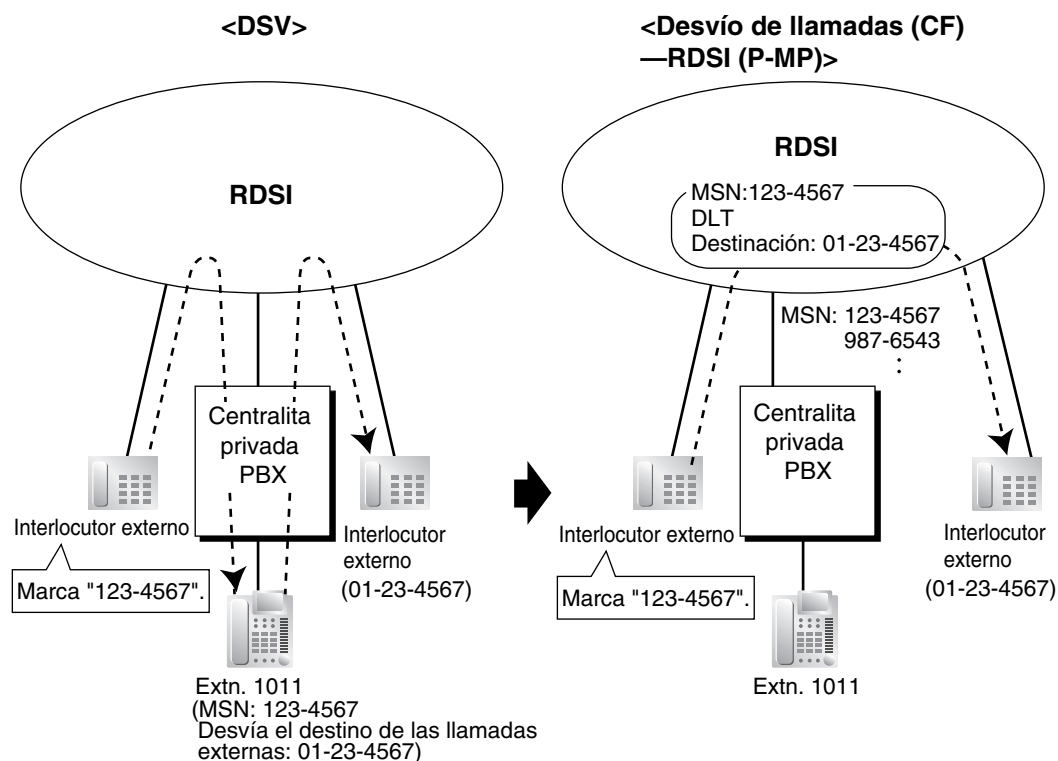 <DSV>
RDSI
Centralita
privada
PBX
Interlocutor externo
Marca "123-4567".
Interlocutor
externo
(01-23-4567)
Extn. 1011
(MSN: 123-4567
Desvía el destino de las llamadas
externas: 01-23-4567)
<Desvío de llamadas (CF)
—RDSI (P-MP)>
RDSI
MSN:123-4567
DLT
Destinación: 01-23-4567
MSN: 123-4567
987-6543
:
Centralita
privada
PBX
Interlocutor externo
Marca "123-4567".
Interlocutor
externo
(01-23-4567)
Extn. 1011